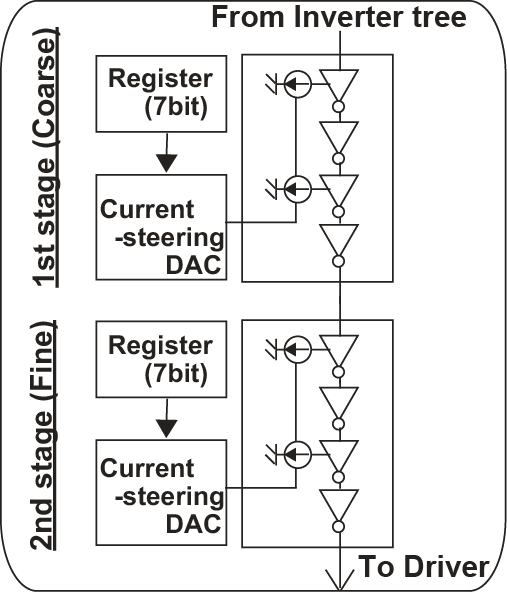 From Inverter tree
1st stage (Coarse)
Register
(7bit)
Current
-steering
DAC
2nd stage (Fine)
Register
(7bit)
Current
-steering
DAC
To Driver